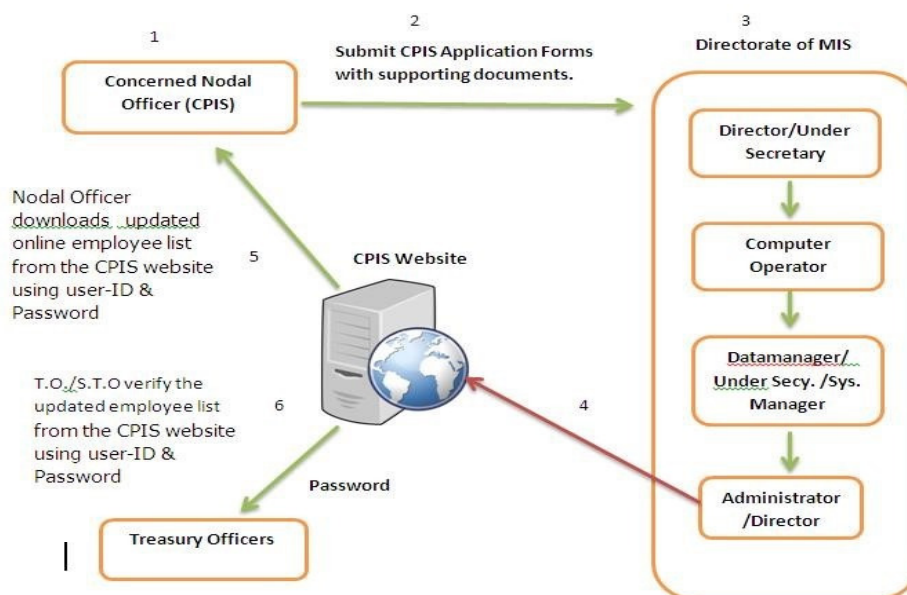 1
Concerned Nodal
Officer (CPIS)
2
Submit CPIS Application Forms
with supporting documents.
3
Directorate of MIS
Director/Under
Secretary
Computer
Operator
Datamanager/
Under Secy. /Sys.
Manager
Administrator
/Director
4
CPIS Website
Nodal Officer
downloads updated
online employee list
from the CPIS website
using user-ID &
Password
5
T.O./S.T.O verify the
updated employee list
from the CPIS website
using user-ID &
Password
6
Password
Treasury Officers